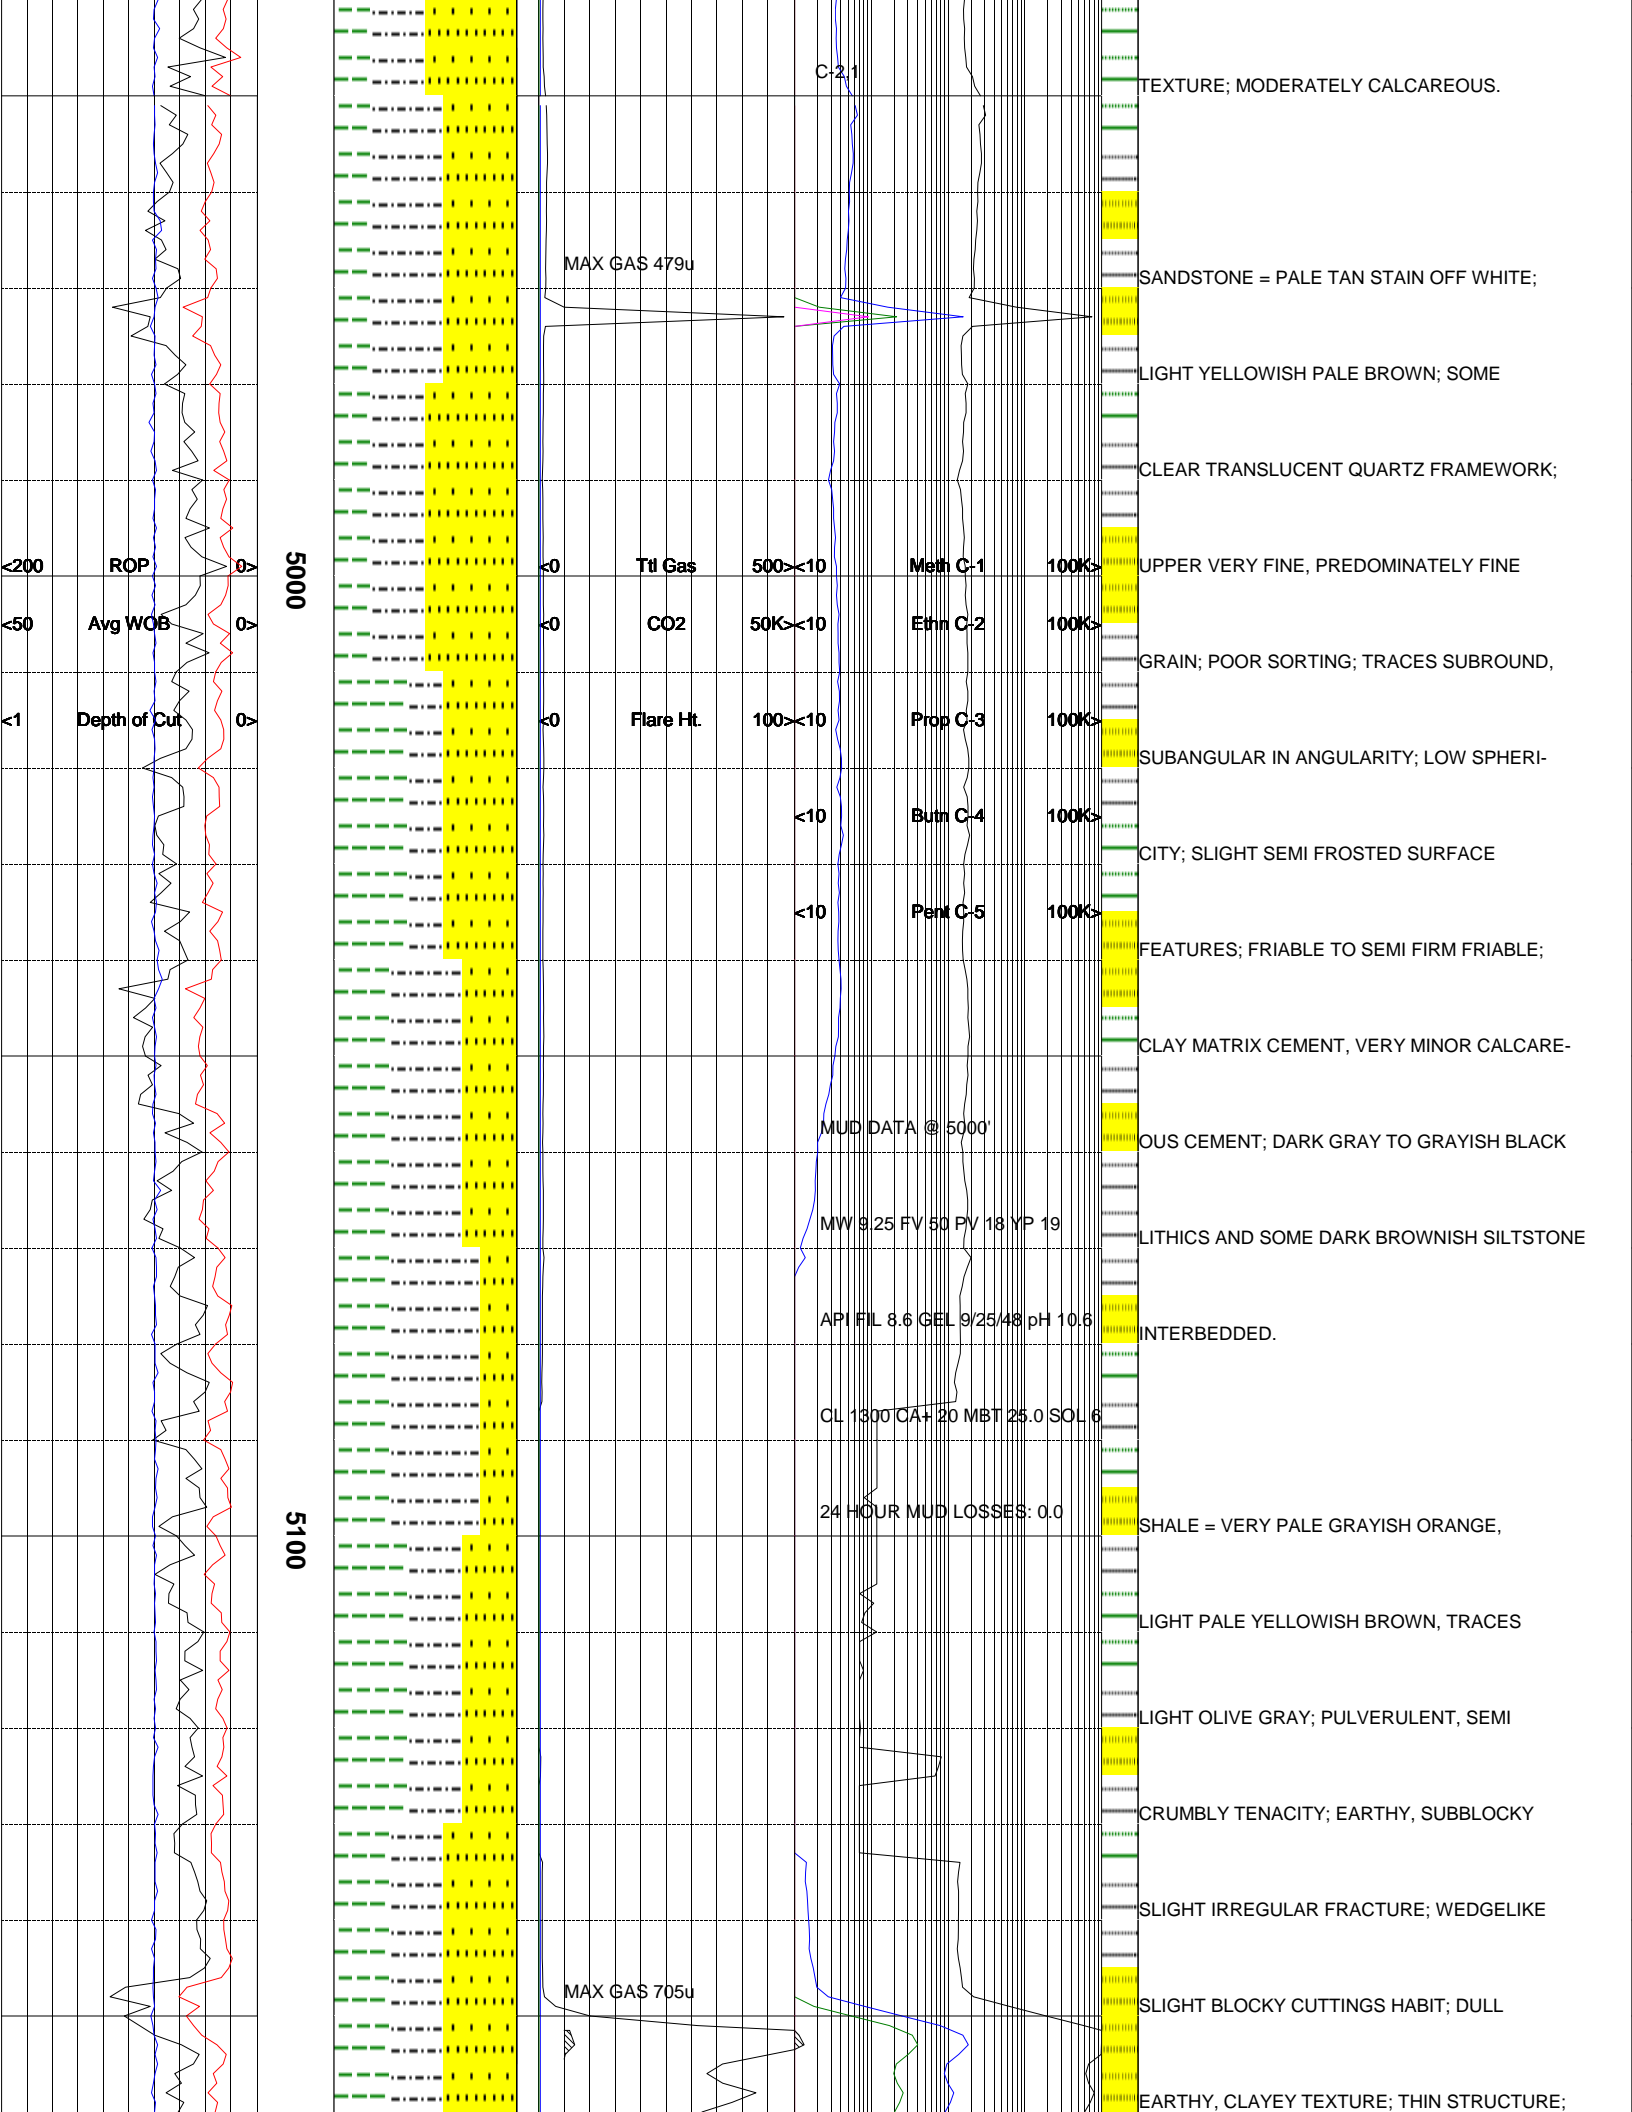 C-2,1
TEXTURE; MODERATELY CALCAREOUS.
MAX GAS 479u
SANDSTONE = PALE TAN STAIN OFF WHITE;
LIGHT YELLOWISH PALE BROWN; SOME
CLEAR TRANSLUCENT QUARTZ FRAMEWORK;
<200 ROP 0> 5000 <0 Ttl Gas 500><10 Meth C-1 100K> UPPER VERY FINE, PREDOMINATELY FINE
<50 Avg WOB 0> <0 CO2 50K><10 Ethn C-2 100K>
GRAIN; POOR SORTING; TRACES SUBROUND,
<1 Depth of Cut 0> <0 Flare Ht. 100><10 Prop C-3 100K>
SUBANGULAR IN ANGULARITY; LOW SPHERI-
<10 Butn C-4 100K>
CITY; SLIGHT SEMI FROSTED SURFACE
<10 Pent C-5 100K>
FEATURES; FRIABLE TO SEMI FIRM FRIABLE;
CLAY MATRIX CEMENT, VERY MINOR CALCARE-
MUD DATA @ 5000'
OUS CEMENT; DARK GRAY TO GRAYISH BLACK
MW 9.25 FV 50 PV 18 YP 19
LITHICS AND SOME DARK BROWNISH SILTSTONE
API FIL 8.6 GEL 9/25/48 pH 10.6
INTERBEDDED.
CL 1300 CA+ 20 MBT 25.0 SOL 6
24 HOUR MUD LOSSES: 0.0
5100
SHALE = VERY PALE GRAYISH ORANGE,
LIGHT PALE YELLOWISH BROWN, TRACES
LIGHT OLIVE GRAY; PULVERULENT, SEMI
CRUMBLY TENACITY; EARTHY, SUBBLOCKY
SLIGHT IRREGULAR FRACTURE; WEDGELIKE
MAX GAS 705u
SLIGHT BLOCKY CUTTINGS HABIT; DULL
EARTHY, CLAYEY TEXTURE; THIN STRUCTURE;